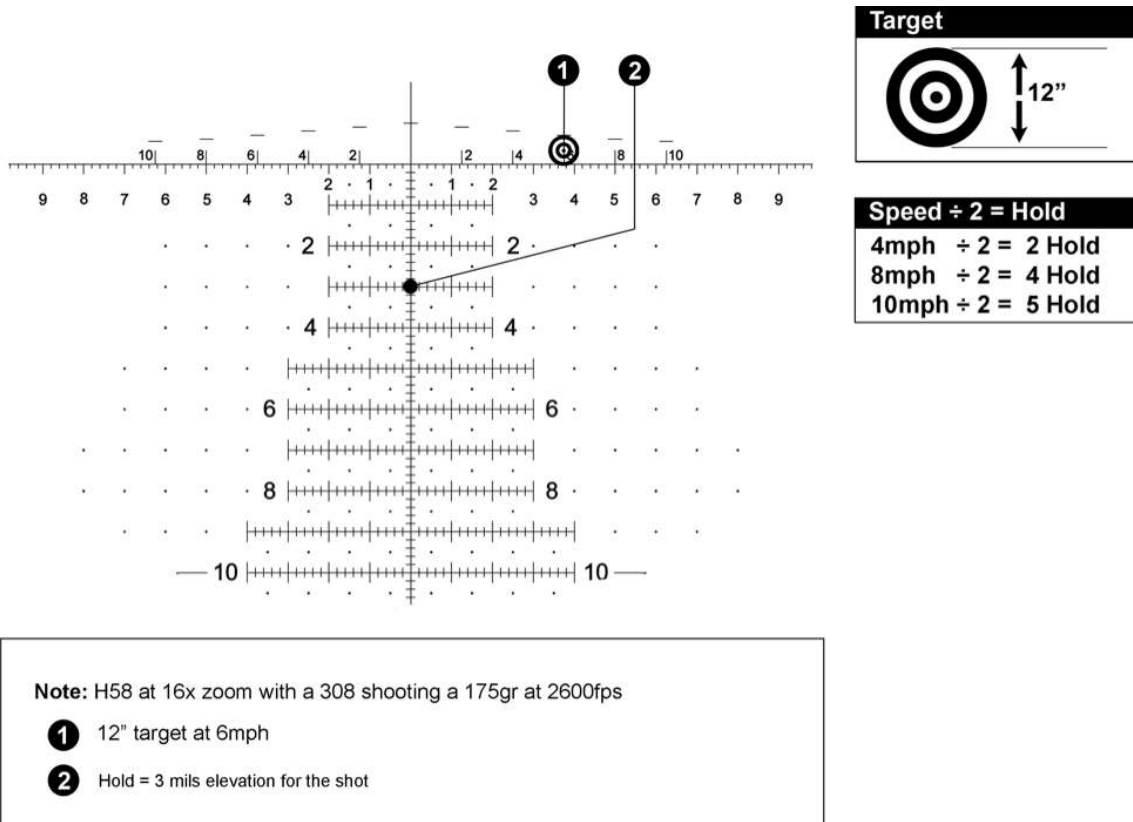 1 2
10 8 6 4 2 2 4 8 10
2 1 1 2
9 8 7 6 5 4 3 3 4 5 6 7 8 9
2 2
4 4
6 6
8 8
10 10
Target
12”
Speed ÷ 2 = Hold
4mph ÷ 2 = 2 Hold
8mph ÷ 2 = 4 Hold
10mph ÷ 2 = 5 Hold
Note: H58 at 16x zoom with a 308 shooting a 175gr at 2600fps
1 12” target at 6mph
2 Hold = 3 mils elevation for the shot